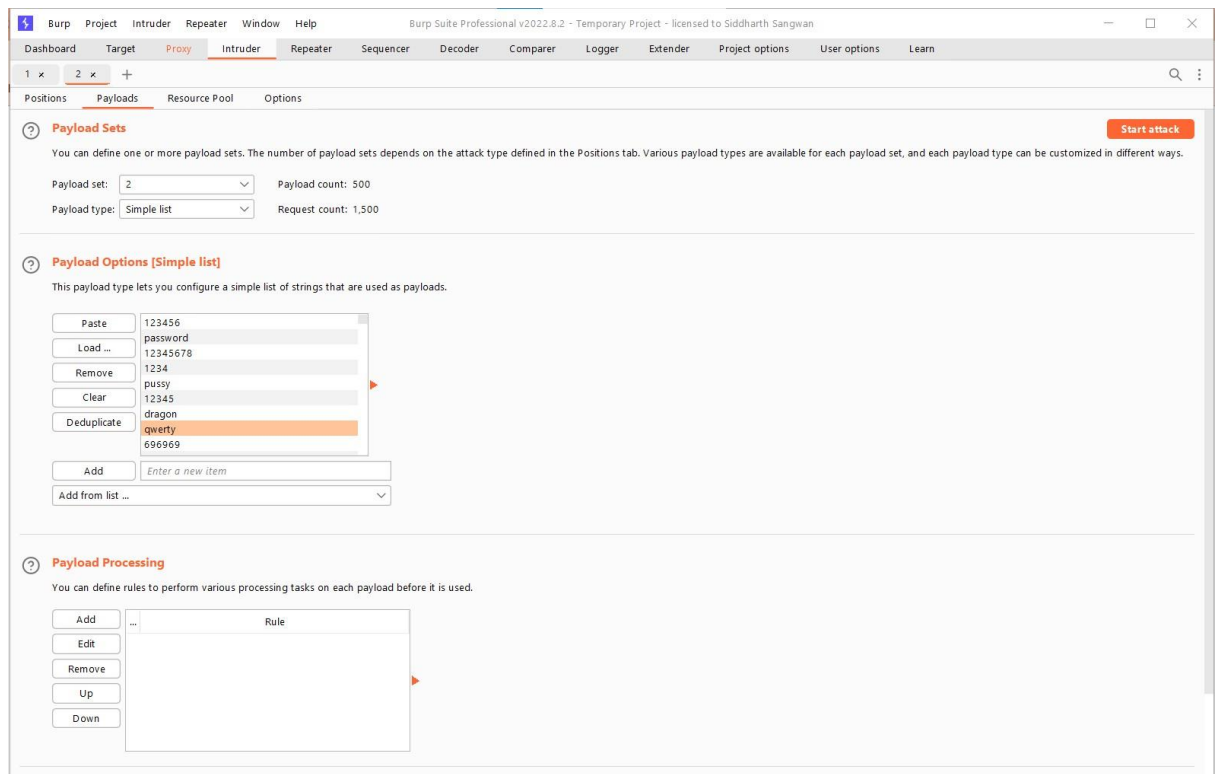 Burp Project Intruder Repeater Window Help Burp Suite Professional v2022.8.2 - Temporary Project - licensed to Siddharth Sangwan
Dashboard Target Proxy Intruder Repeater Sequencer Decoder Comparer Logger Extender Project options User options Learn
1 × 2 × +
Positions Payloads Resource Pool Options
? Payload Sets Start attack
You can define one or more payload sets. The number of payload sets depends on the attack type defined in the Positions tab. Various payload types are available for each payload set, and each payload type can be customized in different ways.
Payload set: 2 Payload count: 500
Payload type: Simple list Request count: 1,500
? Payload Options [Simple list]
This payload type lets you configure a simple list of strings that are used as payloads.
Paste 123456
password
Load ... 12345678
Remove 1234
pussy
Clear 12345
dragon
Deduplicate qwerty
696969
Add Enter a new item
Add from list ...
? Payload Processing
You can define rules to perform various processing tasks on each payload before it is used.
Add ... Rule
Edit
Remove
Up
Down